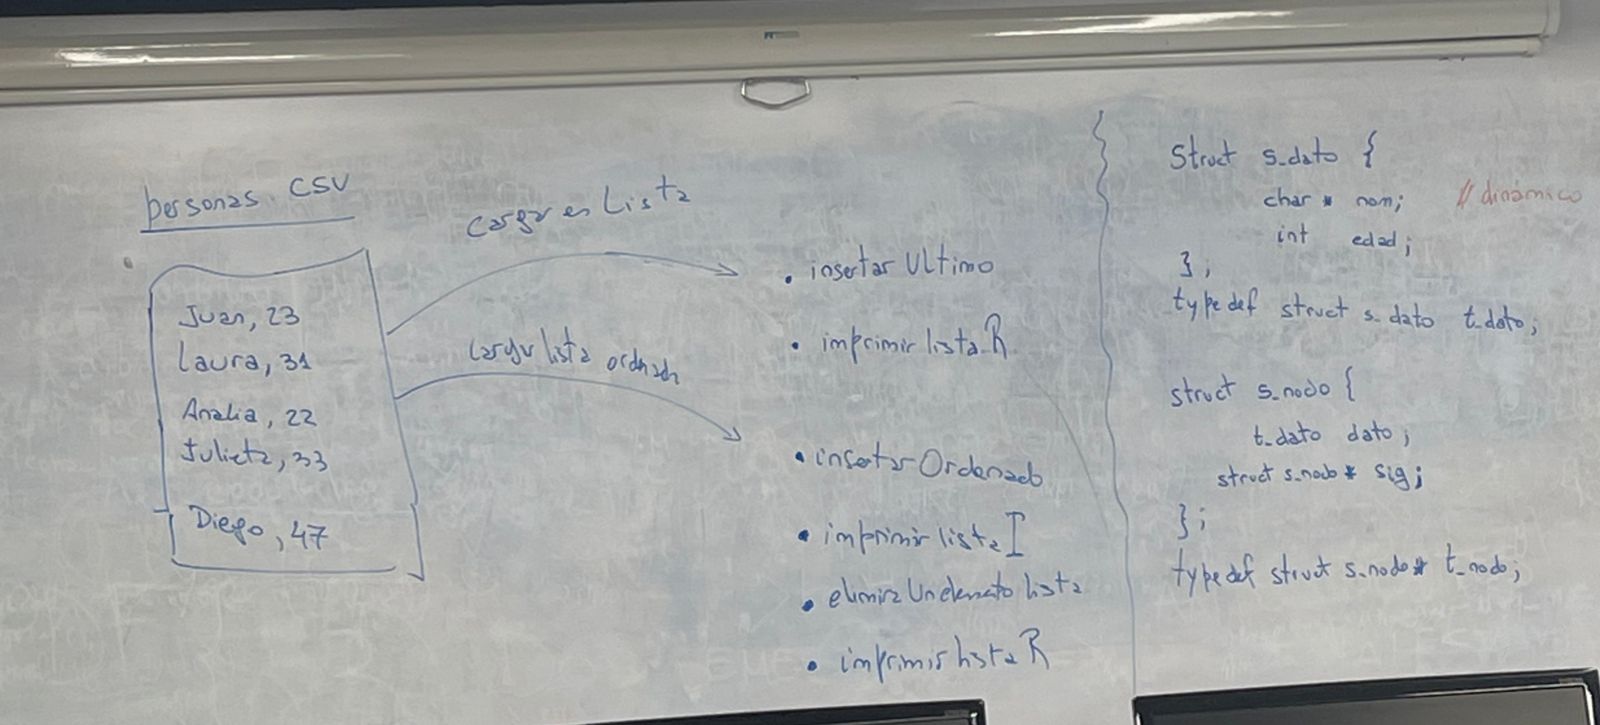 personas.CSV
Juan, 23
Laura, 31
Analia, 22
Julieta, 33
Diego, 47
cargar en Lista
cargar lista ordenada
• insertar Ultimo
• imprimir lista R
• insertar Ordenado
• imprimir lista I
• elimina Un elemento lista
• imprimir lista R
Struct s_dato {
char * nom; // dinámico
int edad;
};
typedef struct s_dato t_dato;
struct s_nodo {
t_dato dato;
struct s_nodo * sig;
};
typedef struct s_nodo* t_nodo;